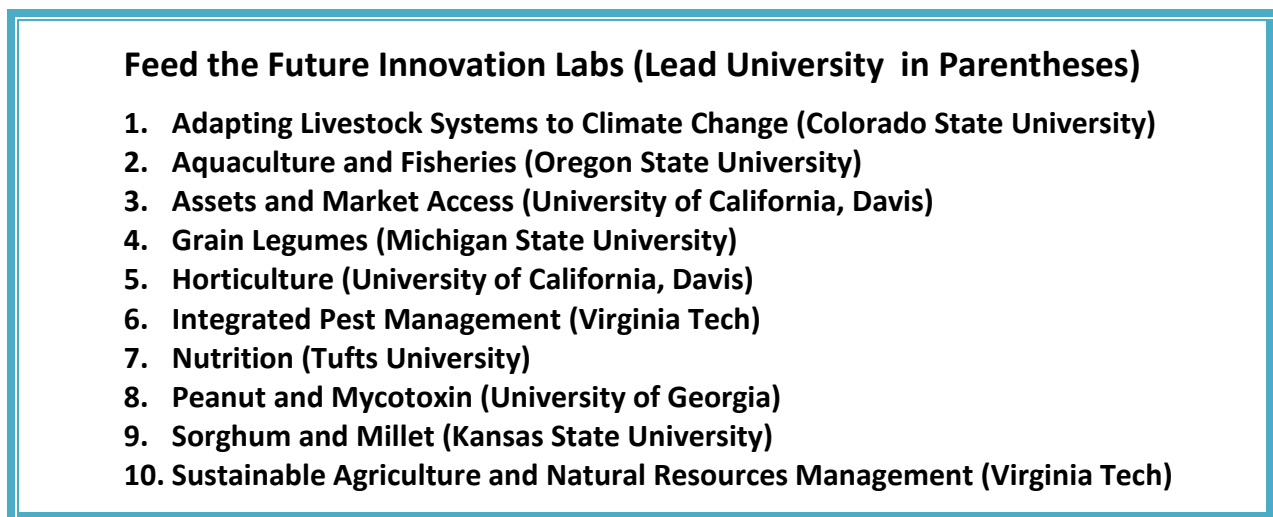 Feed the Future Innovation Labs (Lead University in Parentheses)
1. Adapting Livestock Systems to Climate Change (Colorado State University)
2. Aquaculture and Fisheries (Oregon State University)
3. Assets and Market Access (University of California, Davis)
4. Grain Legumes (Michigan State University)
5. Horticulture (University of California, Davis)
6. Integrated Pest Management (Virginia Tech)
7. Nutrition (Tufts University)
8. Peanut and Mycotoxin (University of Georgia)
9. Sorghum and Millet (Kansas State University)
10. Sustainable Agriculture and Natural Resources Management (Virginia Tech)